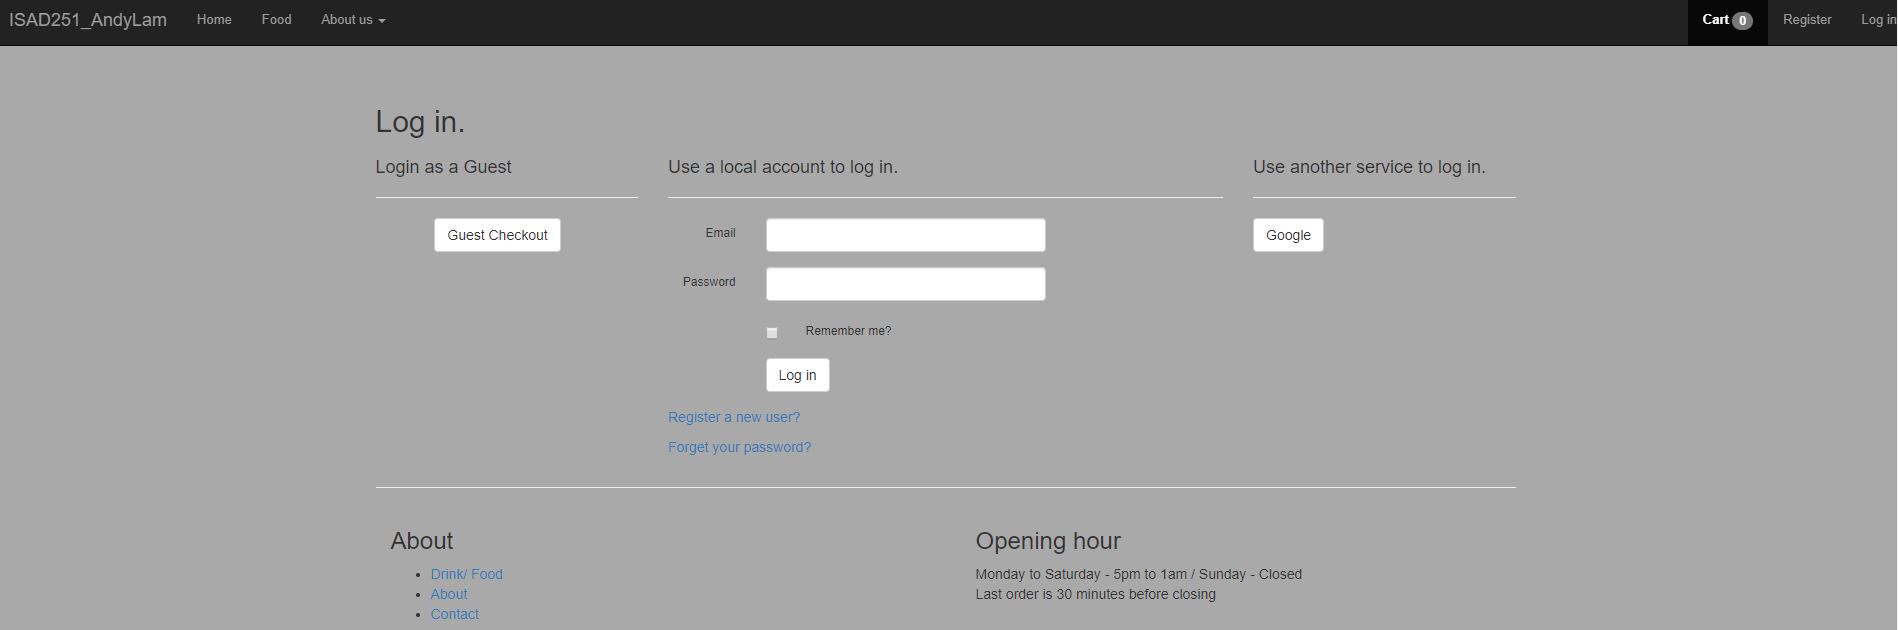 ISAD251_AndyLam Home Food About us Cart 0 Register Log in
Log in.
Login as a Guest
Guest Checkout
Use a local account to log in.
Email
Password
Remember me?
Log in
Register a new user?
Forget your password?
Use another service to log in.
Google
About
Drink/ Food
About
Contact
Opening hour
Monday to Saturday - 5pm to 1am / Sunday - Closed
Last order is 30 minutes before closing